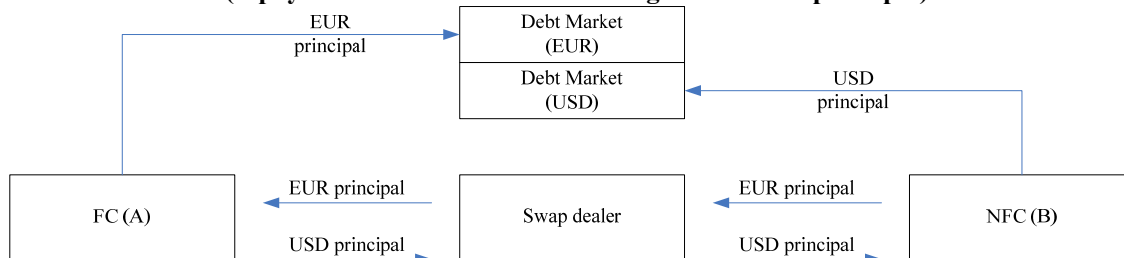 EUR
principal
Debt Market
(EUR)
Debt Market
(USD)
USD
principal
FC (A)
EUR principal
USD principal
Swap dealer
EUR principal
USD principal
NFC (B)